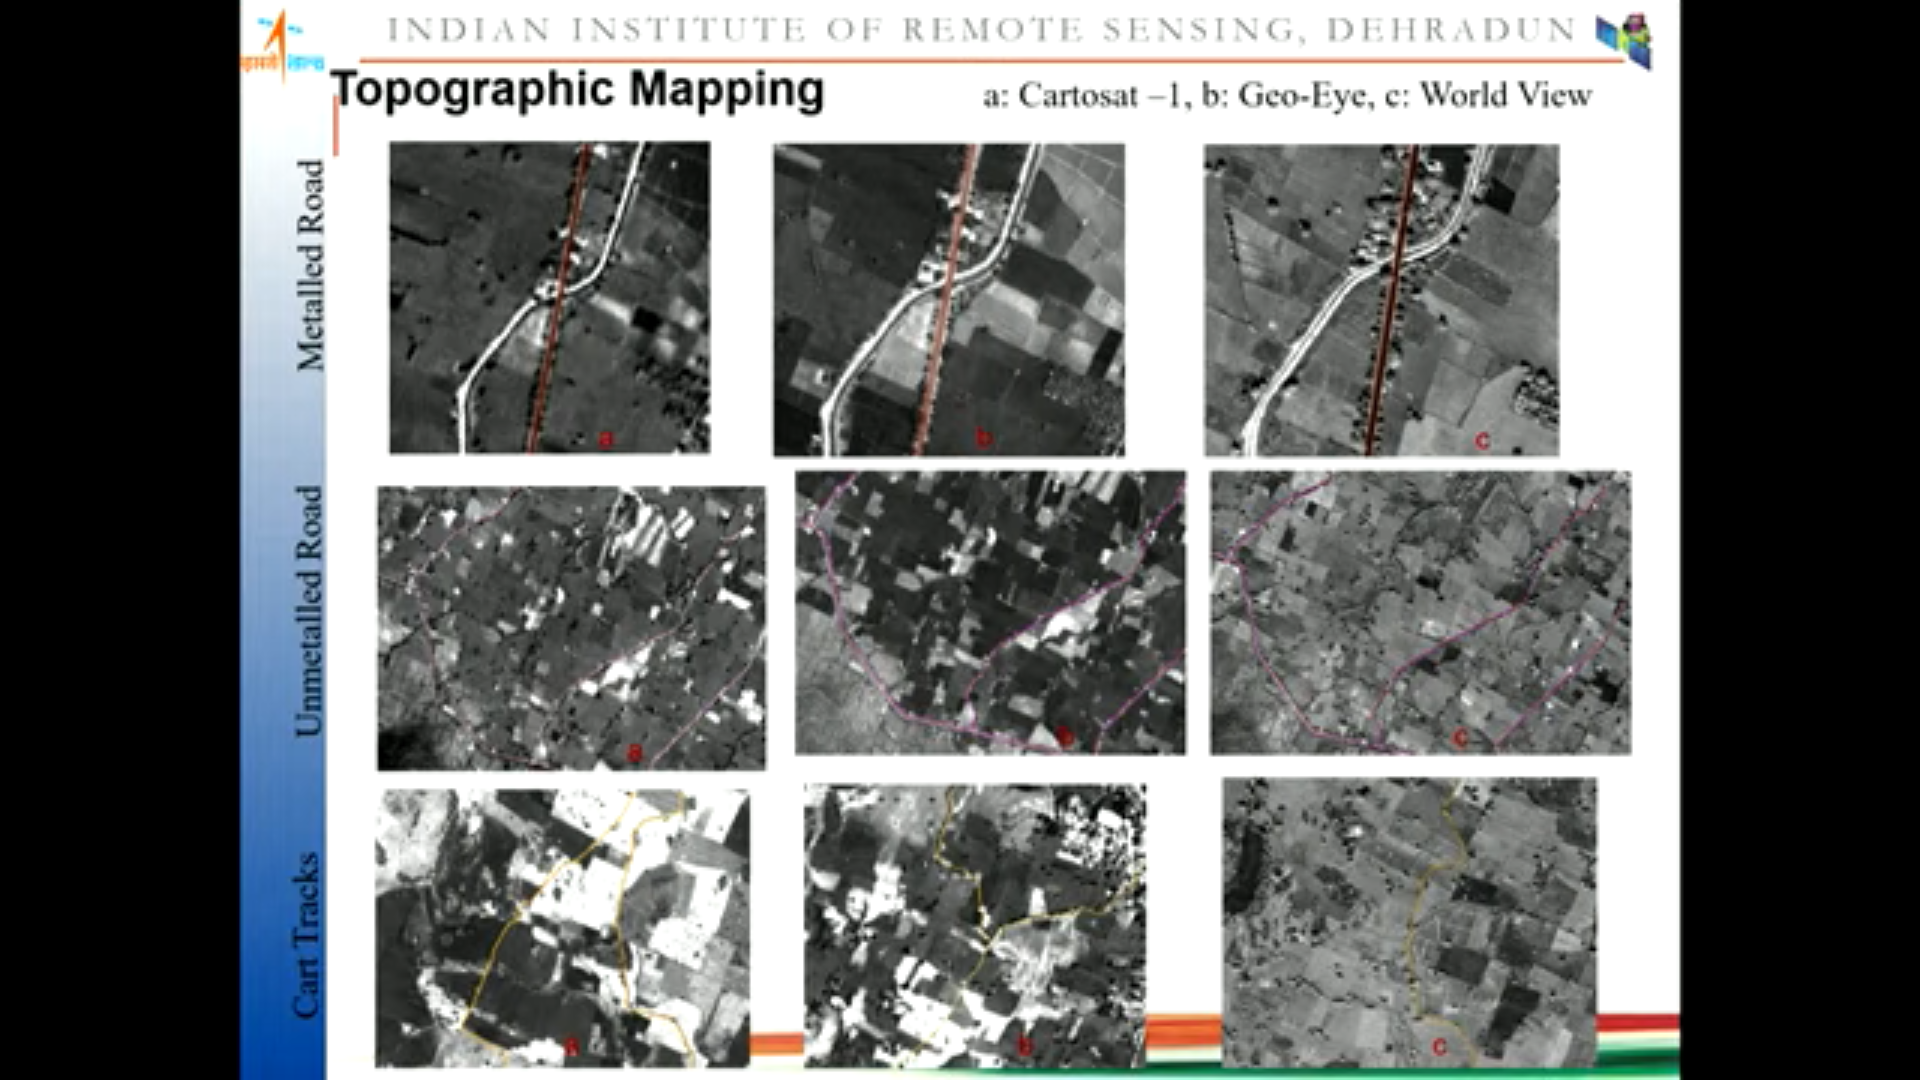 INDIAN INSTITUTE OF REMOTE SENSING, DEHRADUN
Topographic Mapping
a: Cartosat –1, b: Geo-Eye, c: World View
Metalled Road
a
b
c
Unmetalled Road
a
b
c
Cart Tracks
a
b
c